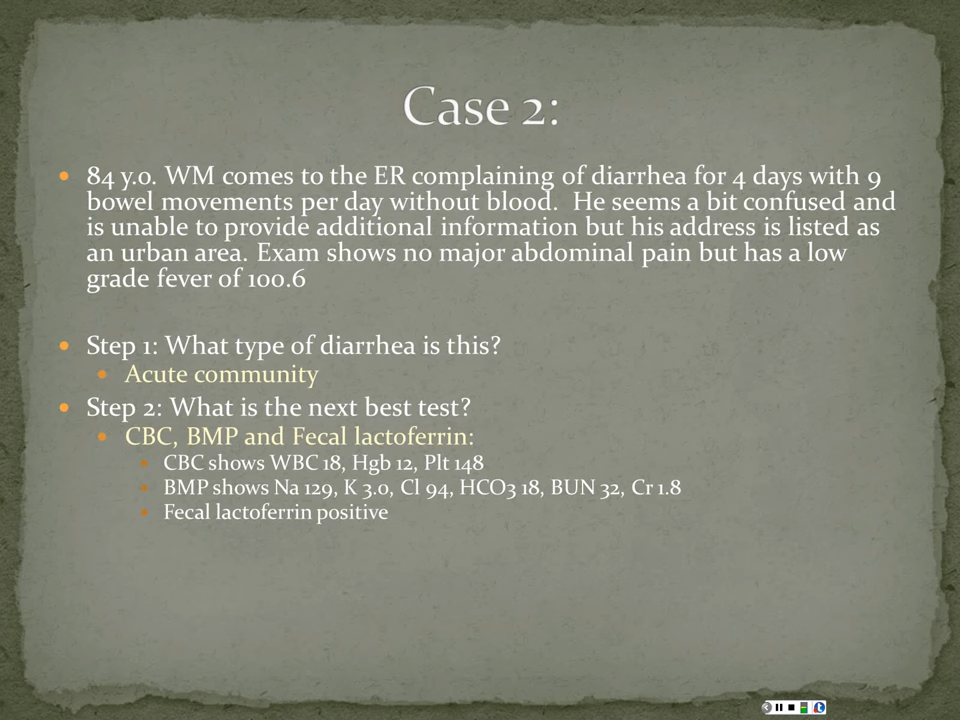 Case 2:
84 y.o. WM comes to the ER complaining of diarrhea for 4 days with 9
bowel movements per day without blood.  He seems a bit confused and
is unable to provide additional information but his address is listed as
an urban area. Exam shows no major abdominal pain but has a low
grade fever of 100.6
Step 1: What type of diarrhea is this?
Acute community
Step 2: What is the next best test?
CBC, BMP and Fecal lactoferrin:
CBC shows WBC 18, Hgb 12, Plt 148
BMP shows Na 129, K 3.0, Cl 94, HCO3 18, BUN 32, Cr 1.8
Fecal lactoferrin positive